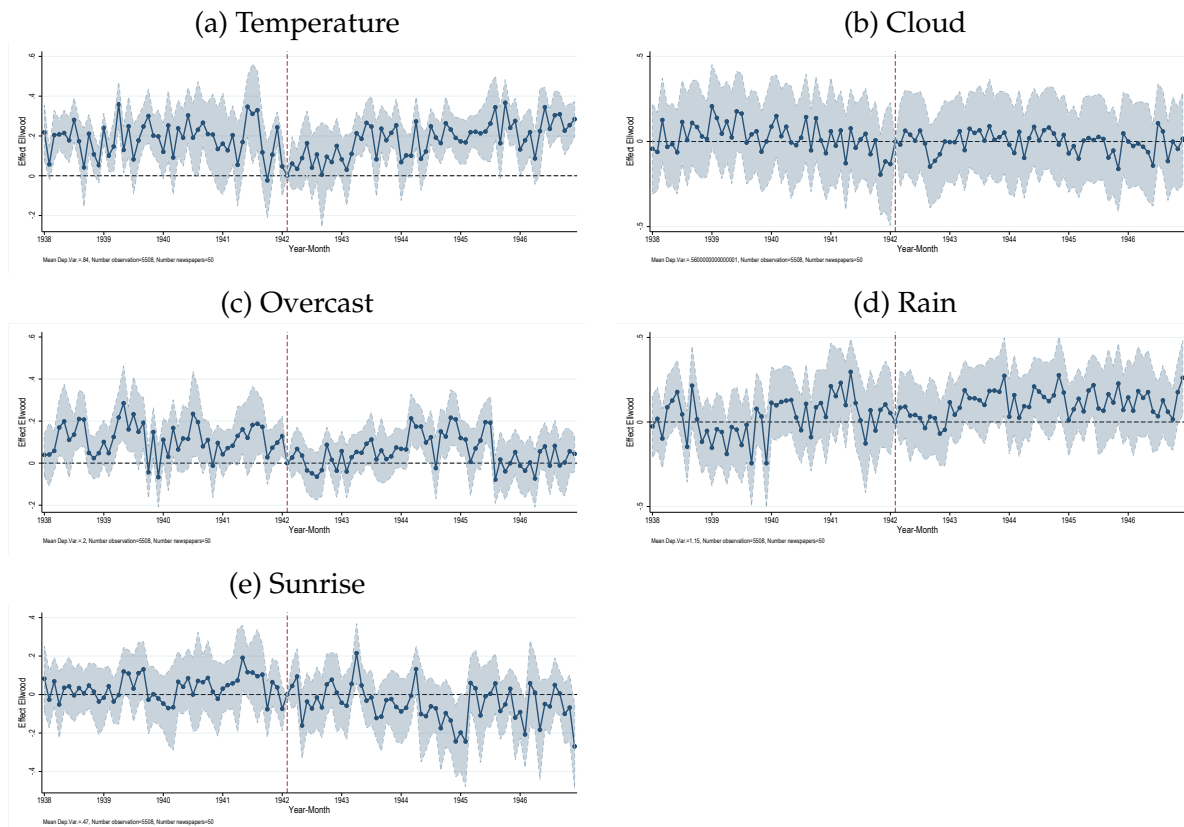 (a) Temperature
Effect Ellwood
.6
.4
.2
0
-.2
1938 1939 1940 1941 1942 1943 1944 1945 1946
Year-Month
Mean Dep.Var.=.84, Number observation=5508, Number newspapers=50
(b) Cloud
Effect Ellwood
.5
0
-.5
1938 1939 1940 1941 1942 1943 1944 1945 1946
Year-Month
Mean Dep.Var.=.5600000000000001, Number observation=5508, Number newspapers=50
(c) Overcast
Effect Ellwood
.6
.4
.2
0
-.2
1938 1939 1940 1941 1942 1943 1944 1945 1946
Year-Month
Mean Dep.Var.=.2, Number observation=5508, Number newspapers=50
(d) Rain
Effect Ellwood
.5
0
-.5
1938 1939 1940 1941 1942 1943 1944 1945 1946
Year-Month
Mean Dep.Var.=1.15, Number observation=5508, Number newspapers=50
(e) Sunrise
Effect Ellwood
.4
.2
0
-.2
-.4
1938 1939 1940 1941 1942 1943 1944 1945 1946
Year-Month
Mean Dep.Var.=.47, Number observation=5508, Number newspapers=50